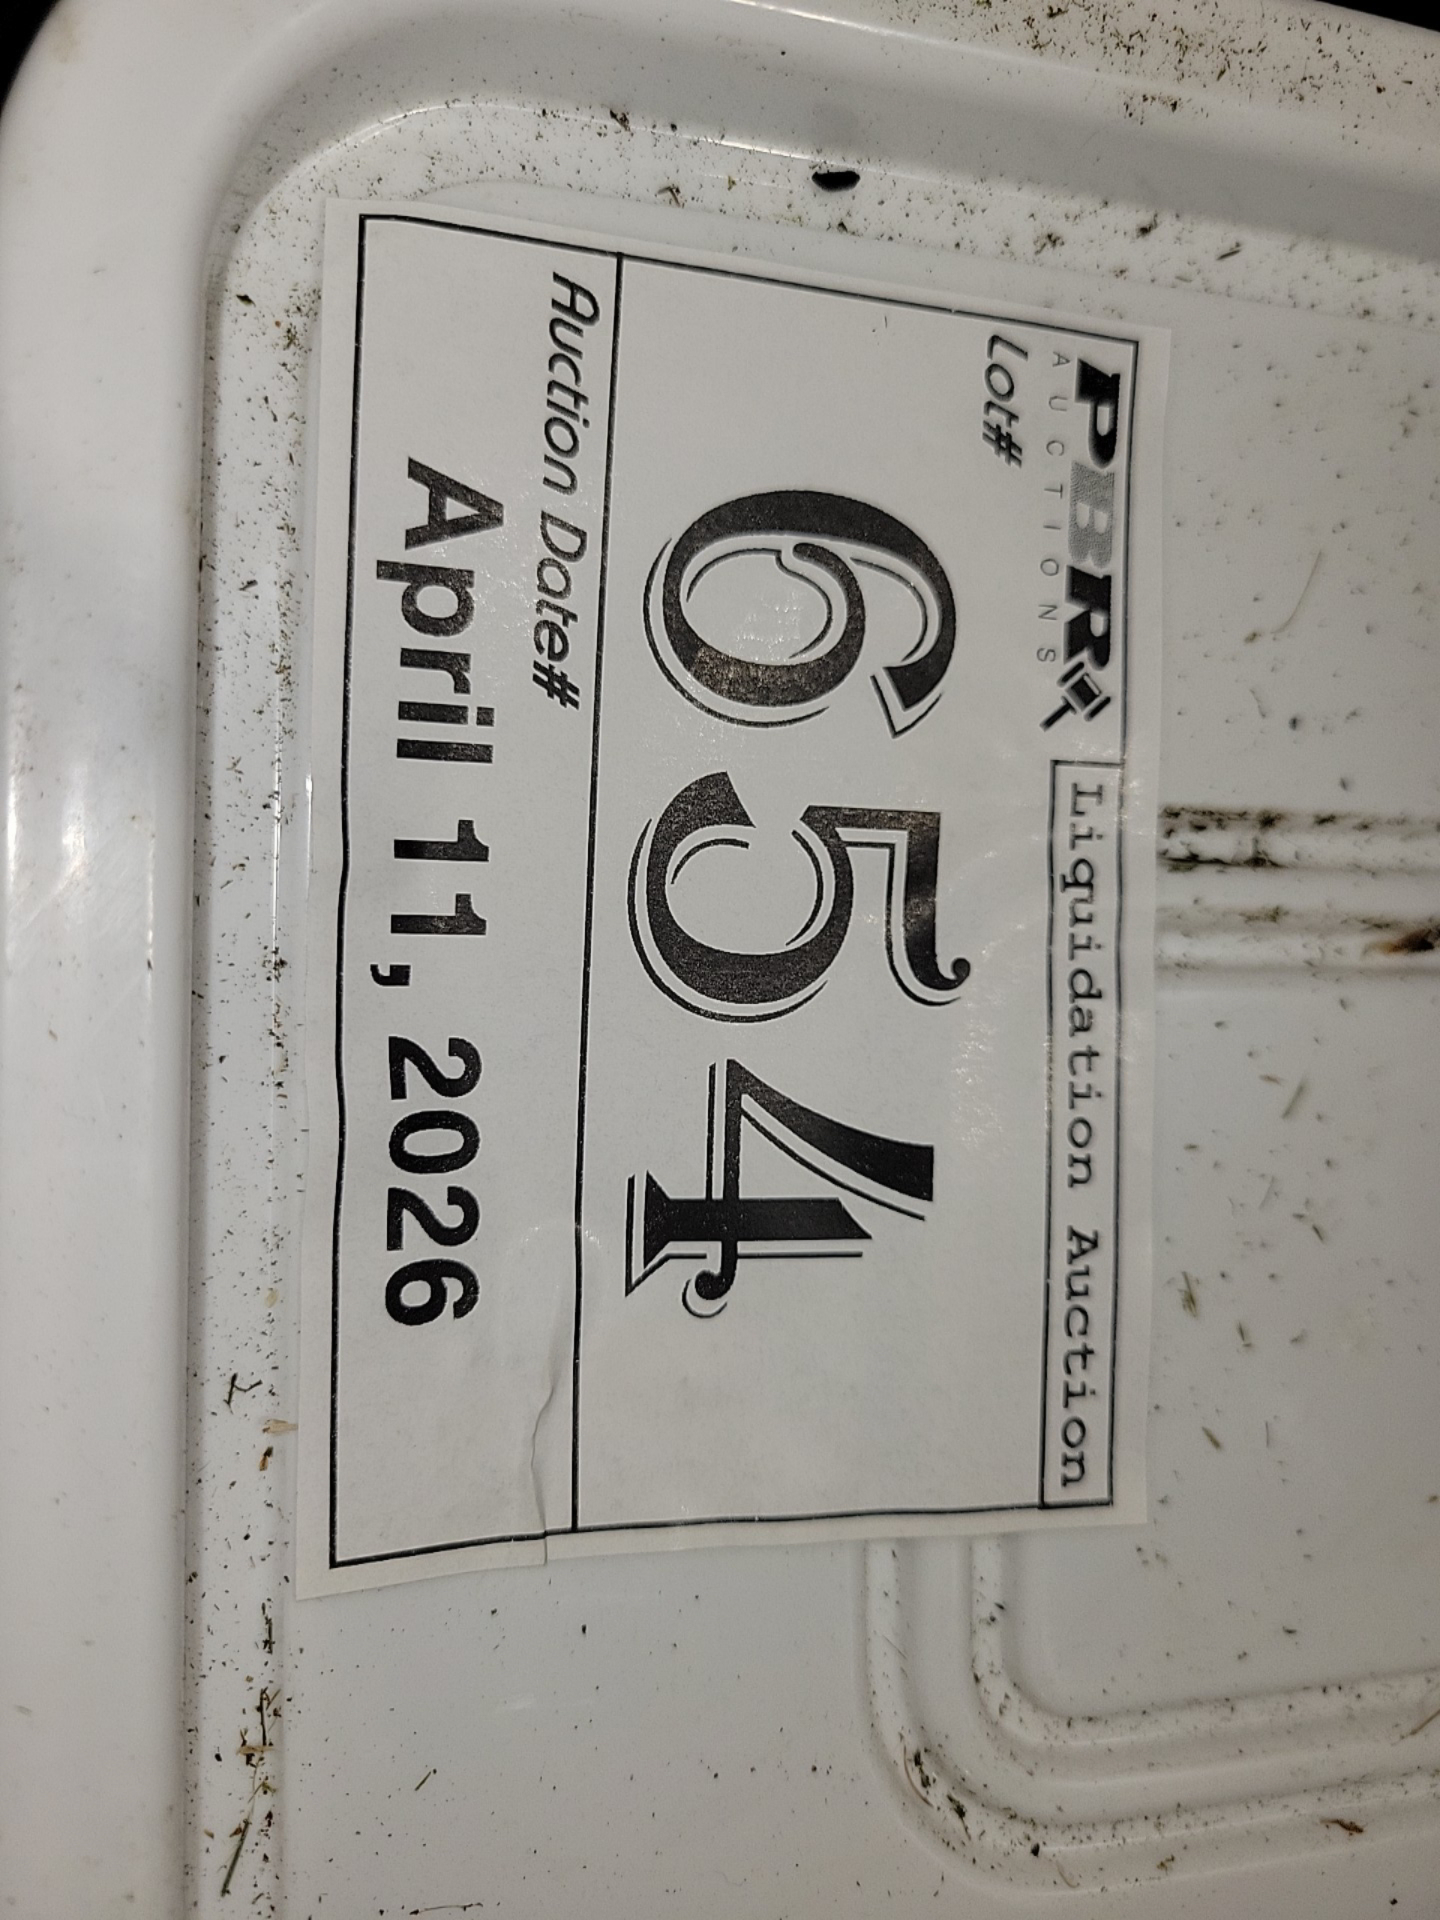 PBR
AUCTIONS
Liquidation Auction
Lot#
654
Auction Date#
April 11, 2026